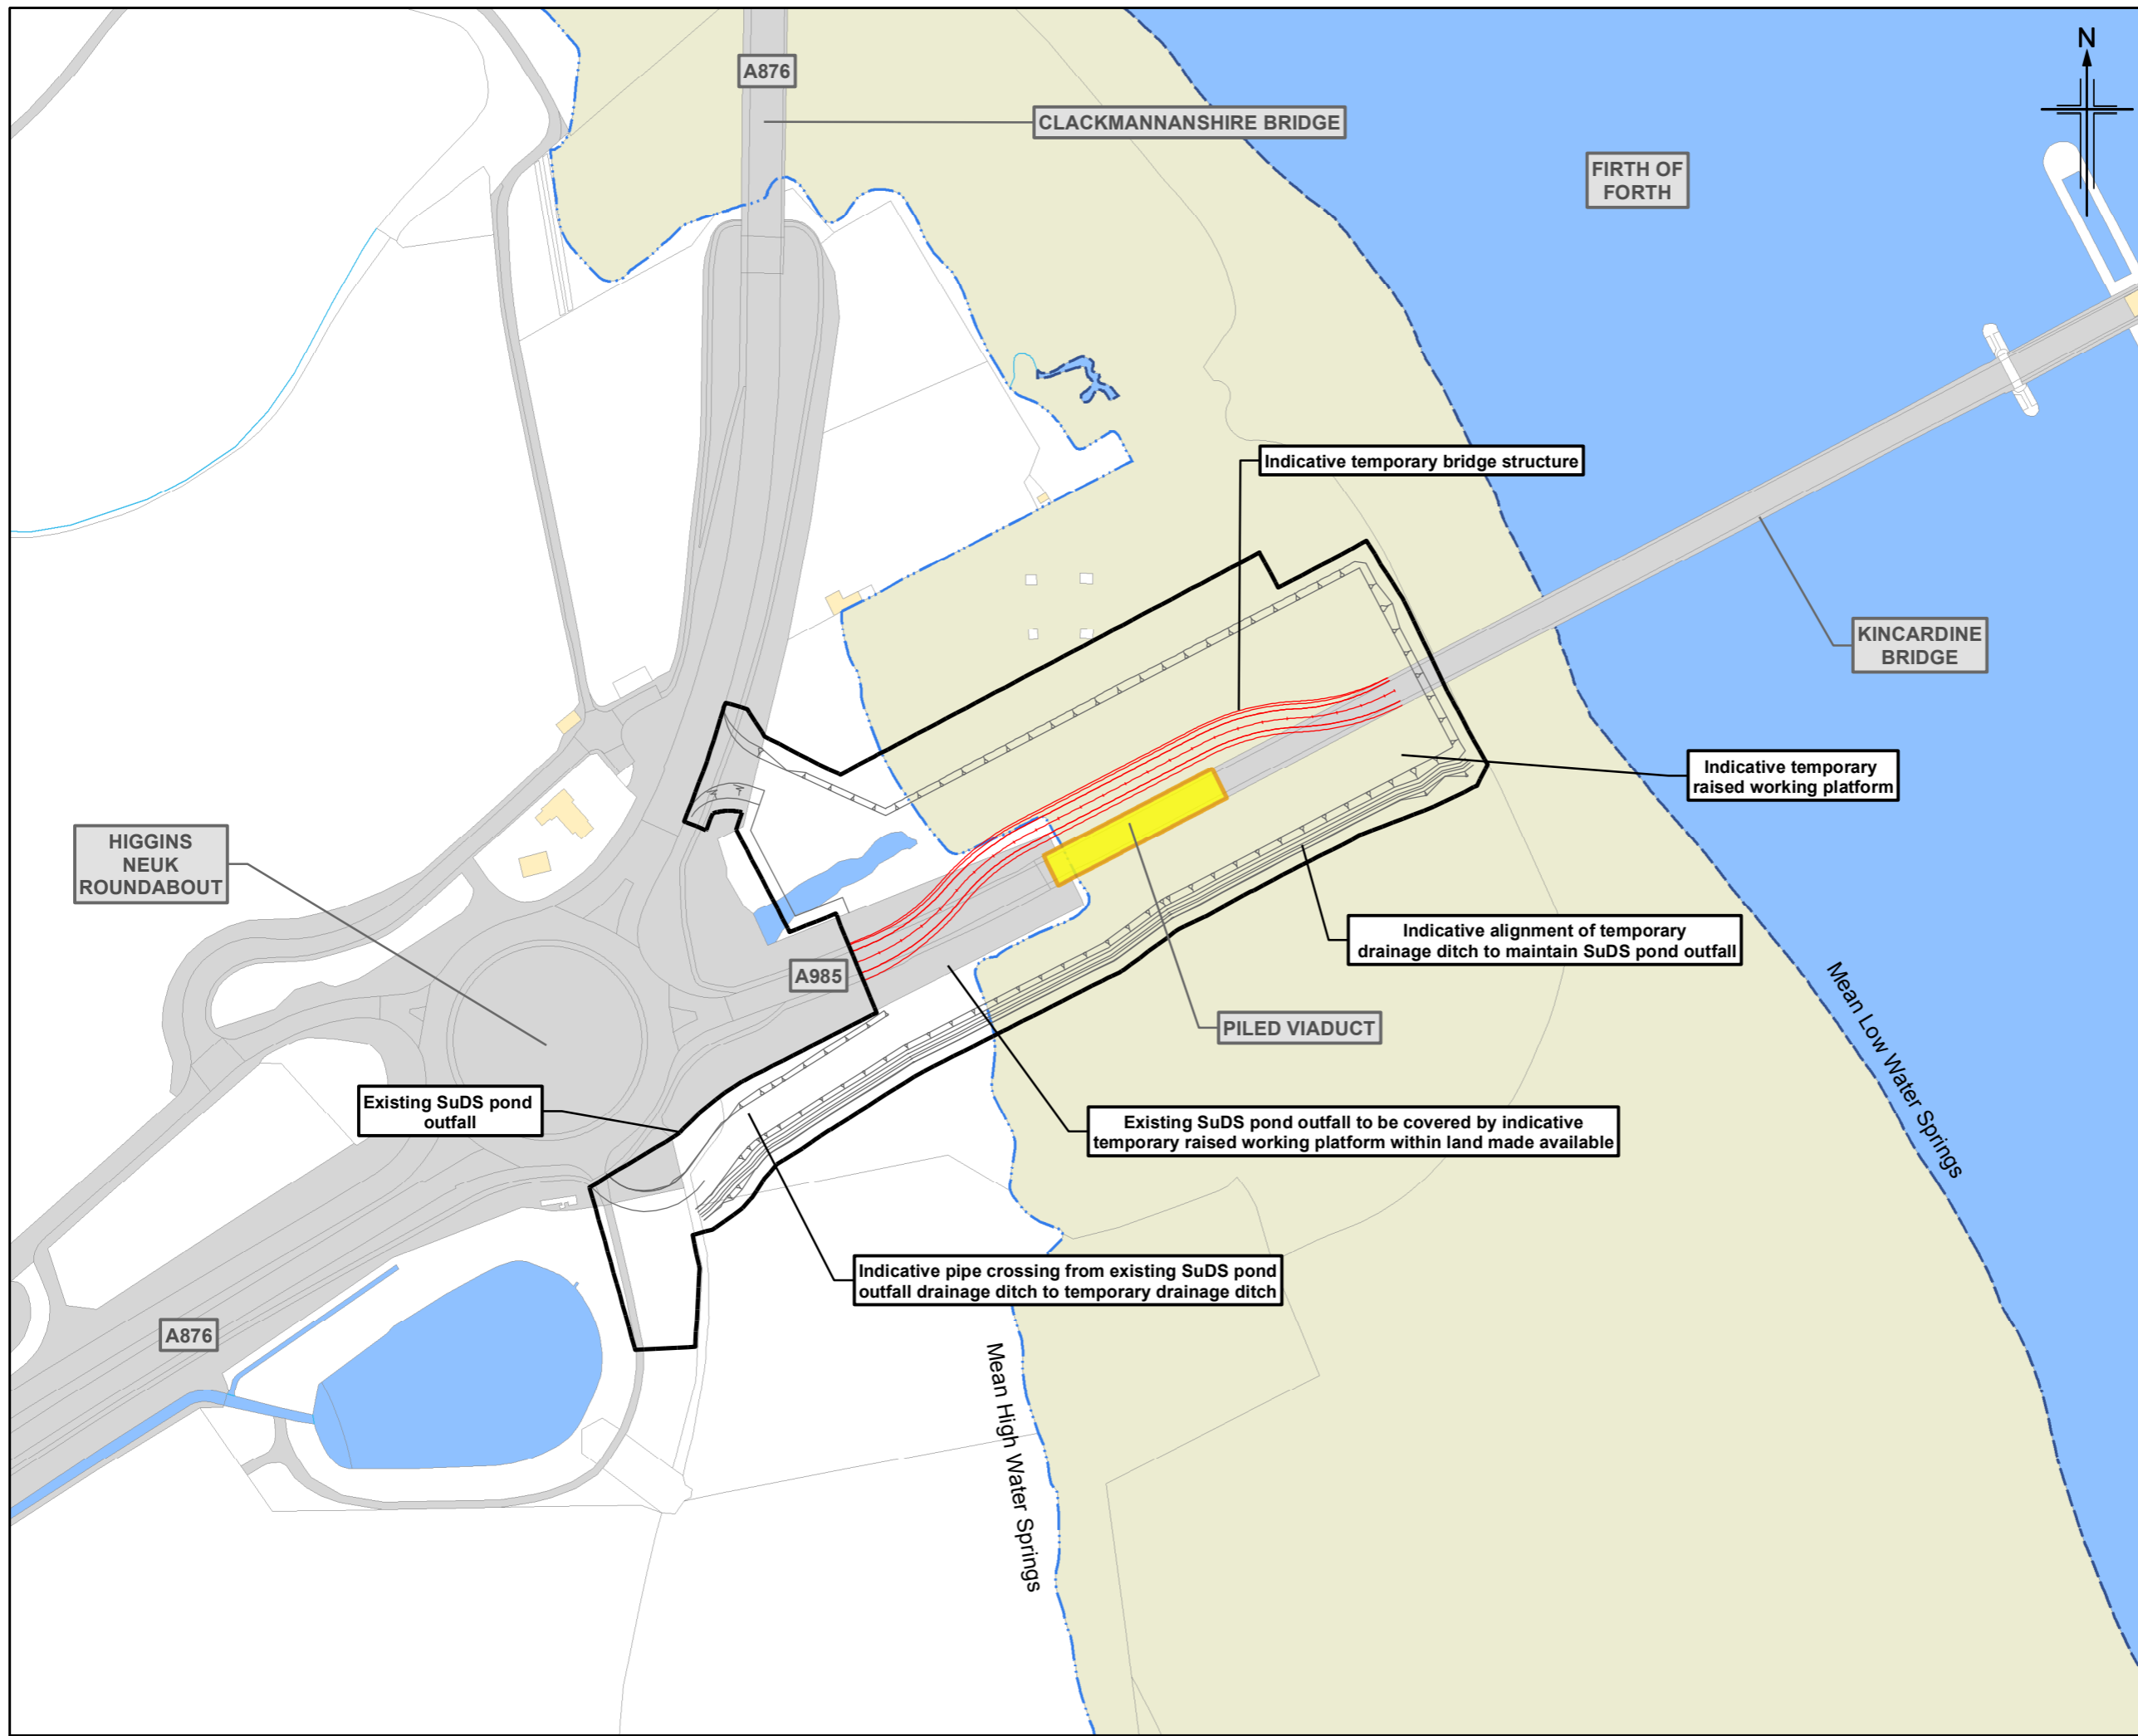 A876
N
CLACKMANNANSHIRE BRIDGE
FIRTH OF
FORTH
Indicative temporary bridge structure
KINCARDINE
BRIDGE
Indicative temporary
raised working platform
HIGGINS
NEUK
ROUNDABOUT
Indicative alignment of temporary
drainage ditch to maintain SuDS pond outfall
A985
PILED VIADUCT
Mean Low Water Springs
Existing SuDS pond
outfall
Existing SuDS pond outfall to be covered by indicative
temporary raised working platform within land made available
Indicative pipe crossing from existing SuDS pond
outfall drainage ditch to temporary drainage ditch
A876
Mean High Water Springs